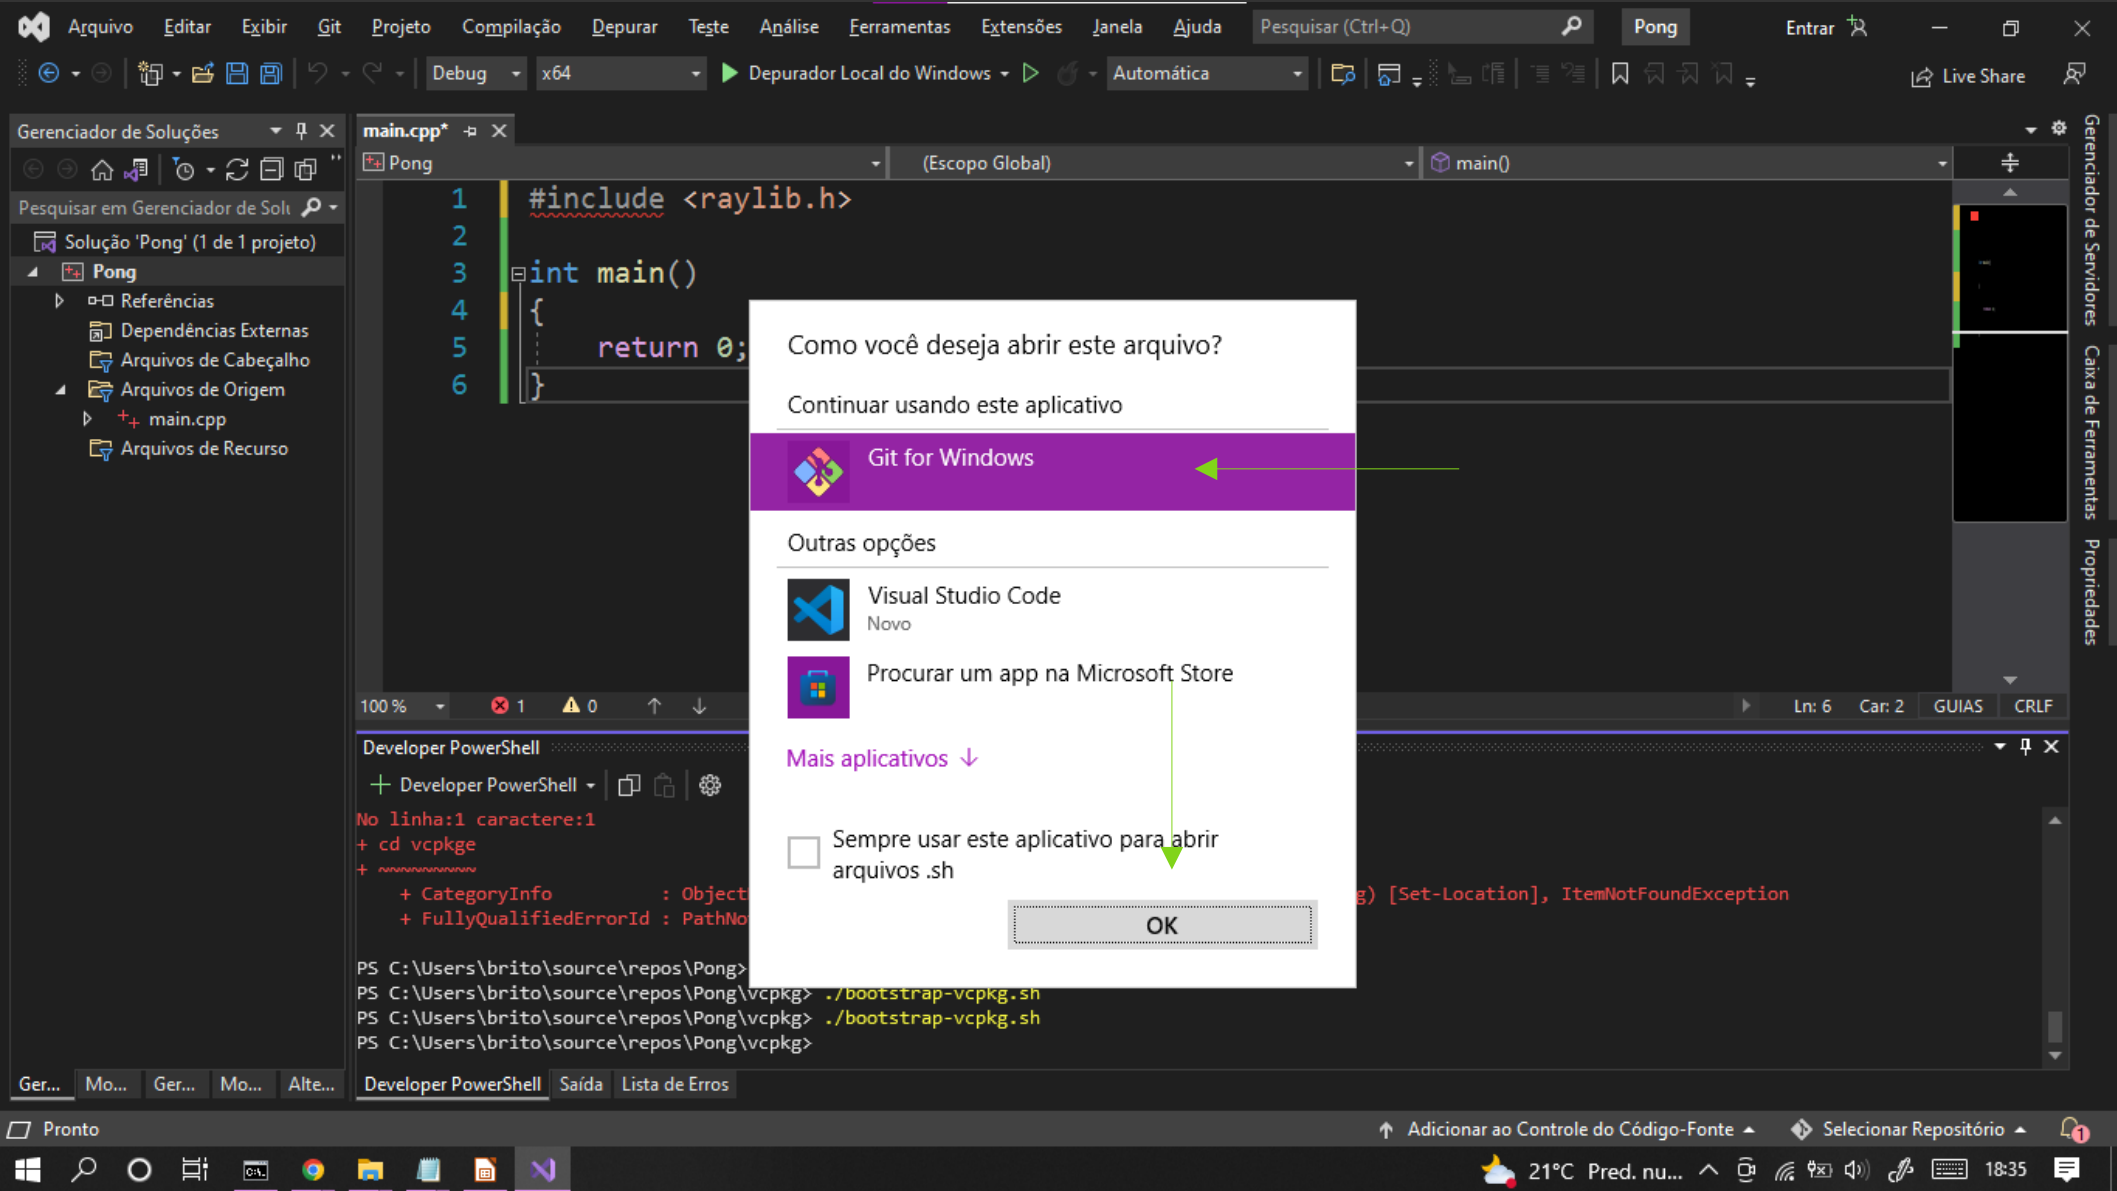 Arquivo Editar Exibir Git Projeto Compilação Depurar Teste Análise Ferramentas Extensões Janela Ajuda Pesquisar (Ctrl+Q) Pong Entrar
Debug x64 Depurador Local do Windows Automática Live Share
Gerenciador de Soluções
Pesquisar em Gerenciador de Solu
Solução 'Pong' (1 de 1 projeto)
Pong
Referências
Dependências Externas
Arquivos de Cabeçalho
Arquivos de Origem
main.cpp
Arquivos de Recurso
Ger... Mo... Ger... Mo... Alte...
main.cpp*
Pong (Escopo Global) main()
1 #include <raylib.h>
2
3 int main()
4 {
5 return 0;
6 }
100 % 1 0 Ln: 6 Car: 2 GUIAS CRLF
Gerenciador de Servidores
Caixa de Ferramentas
Propriedades
Como você deseja abrir este arquivo?
Continuar usando este aplicativo
Git for Windows
Outras opções
Visual Studio Code
Novo
Procurar um app na Microsoft Store
Mais aplicativos
Sempre usar este aplicativo para abrir
arquivos .sh
OK
Developer PowerShell
Developer PowerShell
No linha:1 caractere:1
+ cd vcpkge
+ ~~~~~~~~~
+ CategoryInfo : Object g) [Set-Location], ItemNotFoundException
+ FullyQualifiedErrorId : PathNo
PS C:\Users\brito\source\repos\Pong>
PS C:\Users\brito\source\repos\Pong\vcpkg> ./bootstrap-vcpkg.sh
PS C:\Users\brito\source\repos\Pong\vcpkg> ./bootstrap-vcpkg.sh
PS C:\Users\brito\source\repos\Pong\vcpkg>
Developer PowerShell Saída Lista de Erros
Pronto Adicionar ao Controle do Código-Fonte Selecionar Repositório 1
21°C Pred. nu... 18:35